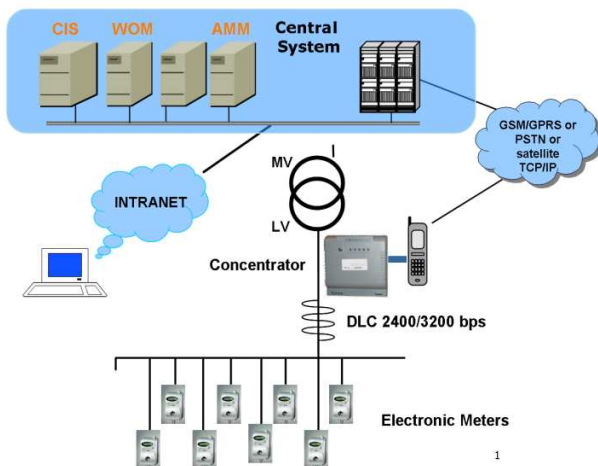 CIS WOM AMM Central
System
GSM/GPRS or
PSTN or
satellite
TCP/IP
MV
INTRANET
LV
Concentrator
DLC 2400/3200 bps
Electronic Meters
1